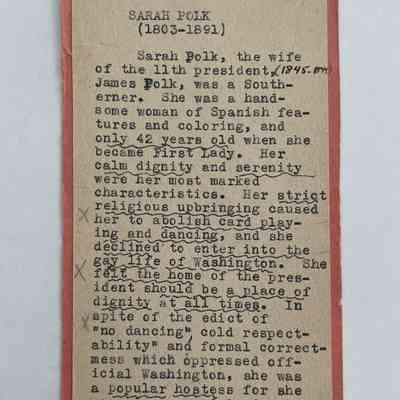 SARAH POLK
(1803-1891)
Sarah Polk, the wife
of the 11th president (1845-1849)
James Polk, was a South-
erner. She was a hand-
some woman of Spanish fea-
tures and coloring, and
only 42 years old when she
became First Lady. Her
calm dignity and serenity
were her most marked
characteristics. Her strict
religious upbringing caused
her to abolish card play-
ing and dancing, and she
declined to enter into the
gay life of Washington. She
felt the home of the pres-
ident should be a place of
dignity at all times. In
spite of the edict of
"no dancing", cold respect-
ability" and formal correct-
mess which oppressed off-
icial Washington, she was
a popular hostess for she